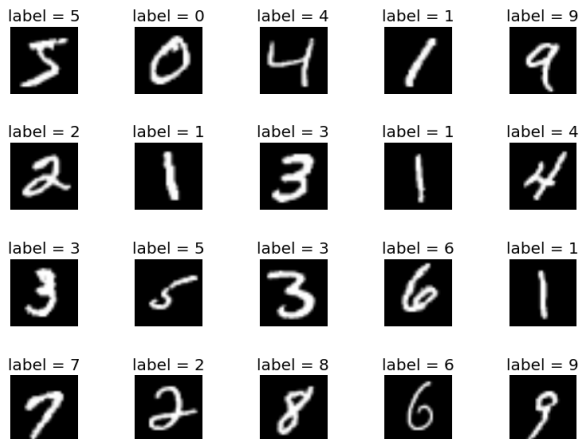 label = 5 label = 0 label = 4 label = 1 label = 9
5 0 4 1 9
label = 2 label = 1 label = 3 label = 1 label = 4
2 1 3 1 4
label = 3 label = 5 label = 3 label = 6 label = 1
3 5 3 6 1
label = 7 label = 2 label = 8 label = 6 label = 9
7 2 8 6 9